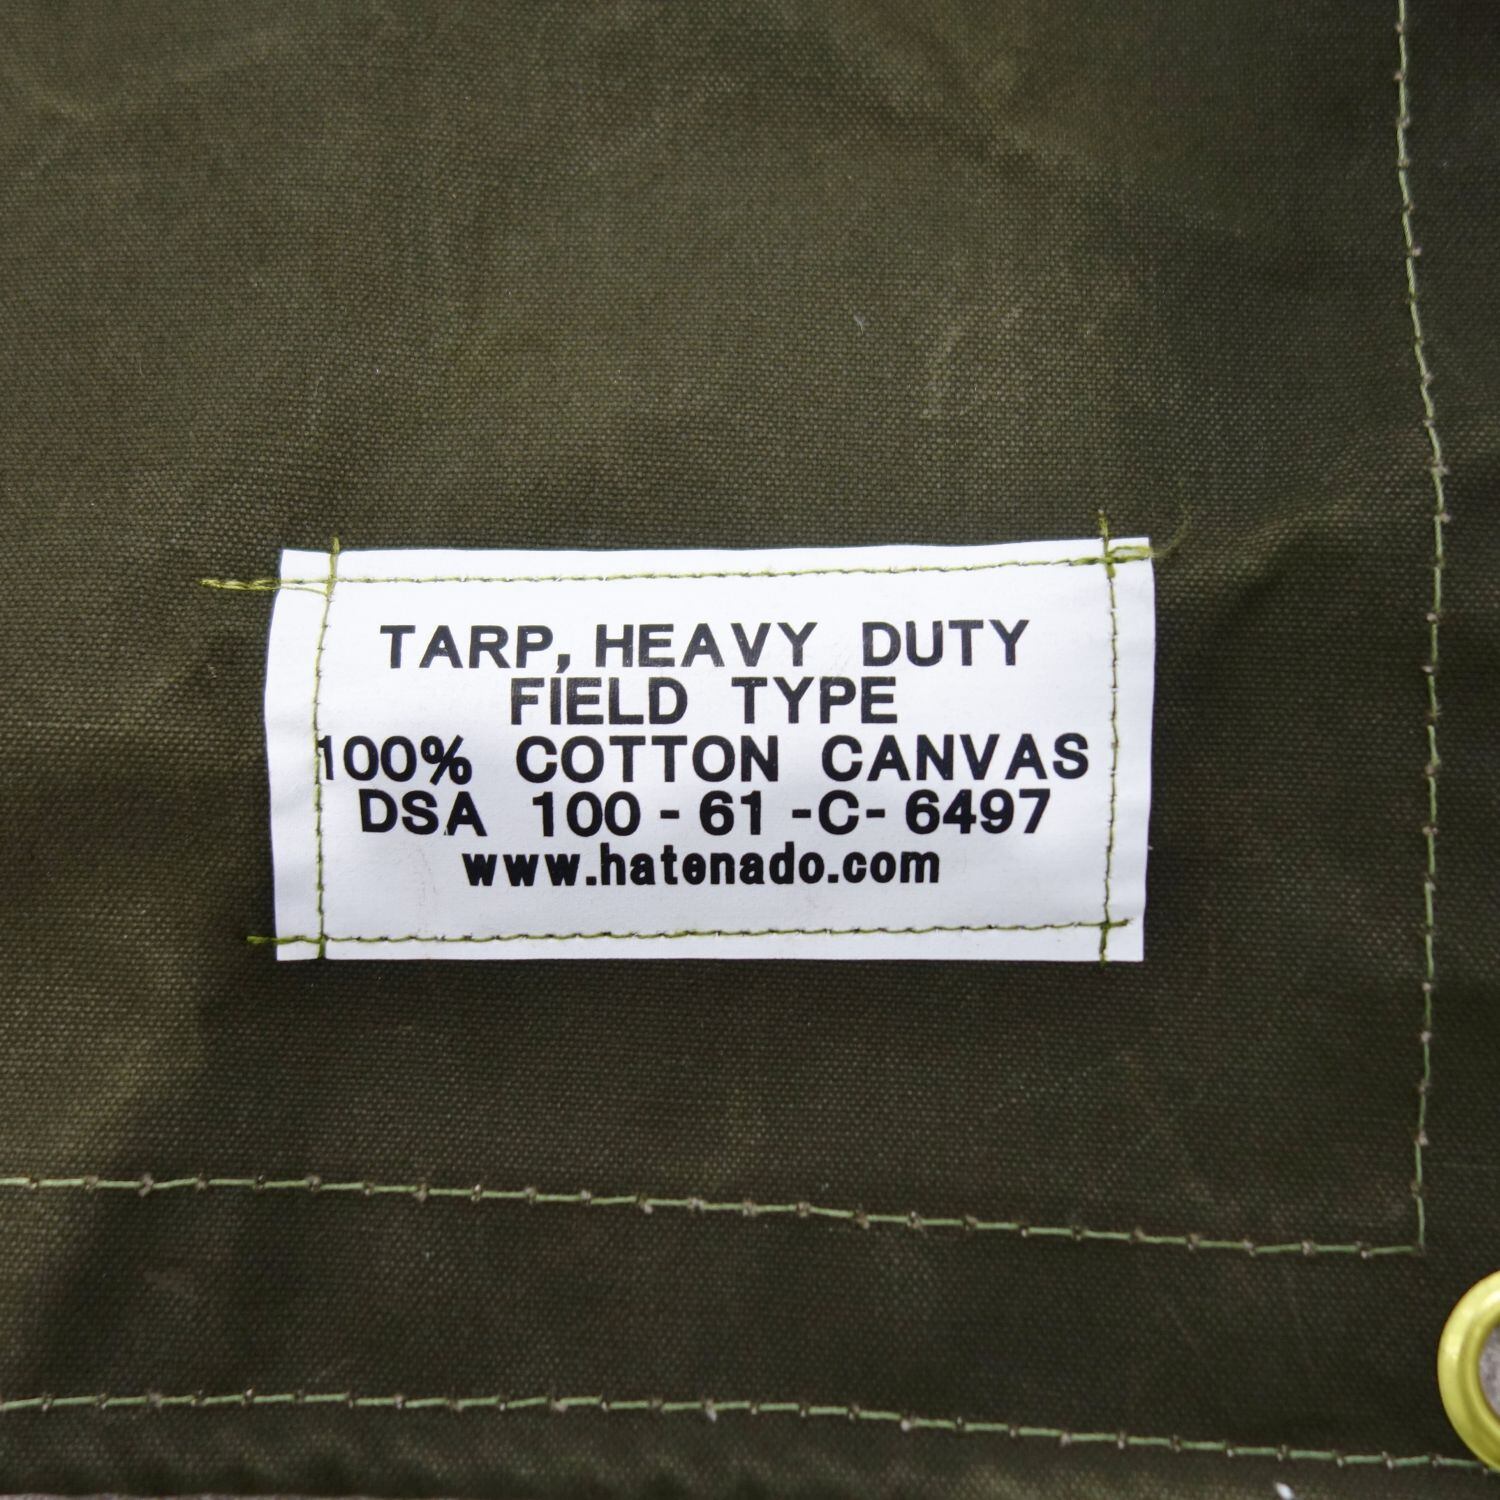 TARP, HEAVY DUTY
FIELD TYPE
100% COTTON CANVAS
DSA 100 - 61 -C- 6497
www.hatenado.com